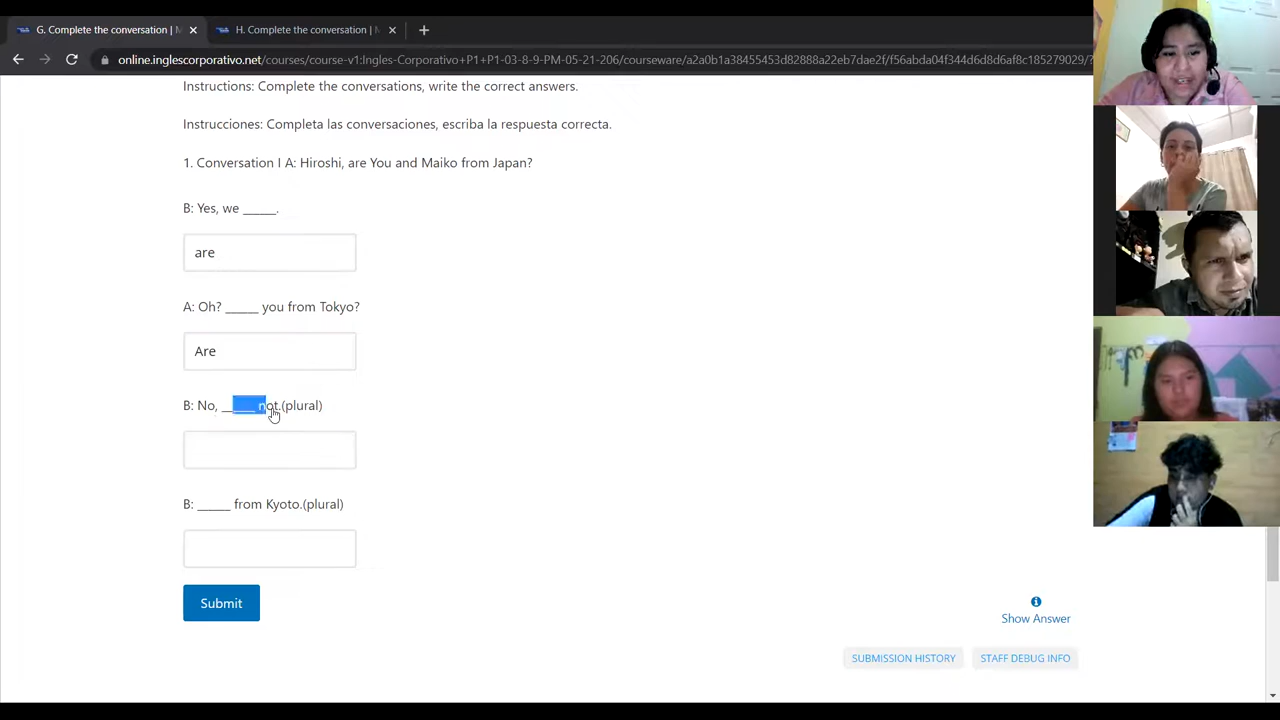 G. Complete the conversation |
H. Complete the conversation |
online.inglescorporativo.net/courses/course-v1:Ingles-Corporativo+P1+P1-03-8-9-PM-05-21-206/courseware/a2a0b1a38455453d82888a22eb7dae2f/f56abda04f344d6d8d6af8c185279029/?
Instructions: Complete the conversations, write the correct answers.
Instrucciones: Completa las conversaciones, escriba la respuesta correcta.
1. Conversation I A: Hiroshi, are You and Maiko from Japan?
B: Yes, we _____.
are
A: Oh? _____ you from Tokyo?
Are
B: No, _____ not.(plural)
B: _____ from Kyoto.(plural)
Submit
Show Answer
SUBMISSION HISTORY
STAFF DEBUG INFO